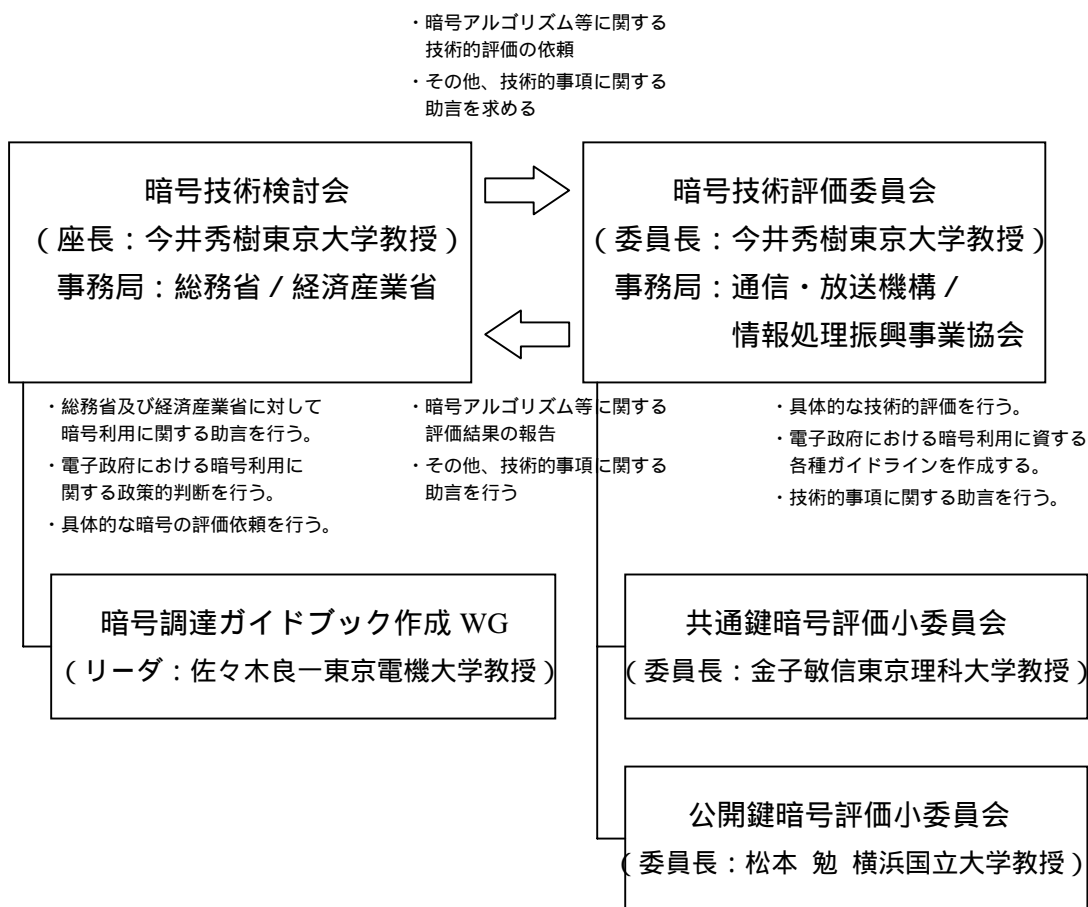 ・暗号アルゴリズム等に関する
技術的評価の依頼
・その他、技術的事項に関する
助言を求める
暗号技術検討会
(座長:今井秀樹東京大学教授)
事務局:総務省/経済産業省
暗号技術評価委員会
(委員長:今井秀樹東京大学教授)
事務局:通信・放送機構/
情報処理振興事業協会
・総務省及び経済産業省に対して
暗号利用に関する助言を行う。
・電子政府における暗号利用に
関する政策的判断を行う。
・具体的な暗号の評価依頼を行う。
・暗号アルゴリズム等に関する
評価結果の報告
・その他、技術的事項に関する
助言を行う
・具体的な技術的評価を行う。
・電子政府における暗号利用に資する
各種ガイドラインを作成する。
・技術的事項に関する助言を行う。
暗号調達ガイドブック作成 WG
(リーダ:佐々木良一東京電機大学教授)
共通鍵暗号評価小委員会
(委員長:金子敏信東京理科大学教授)
公開鍵暗号評価小委員会
(委員長:松本 勉 横浜国立大学教授)